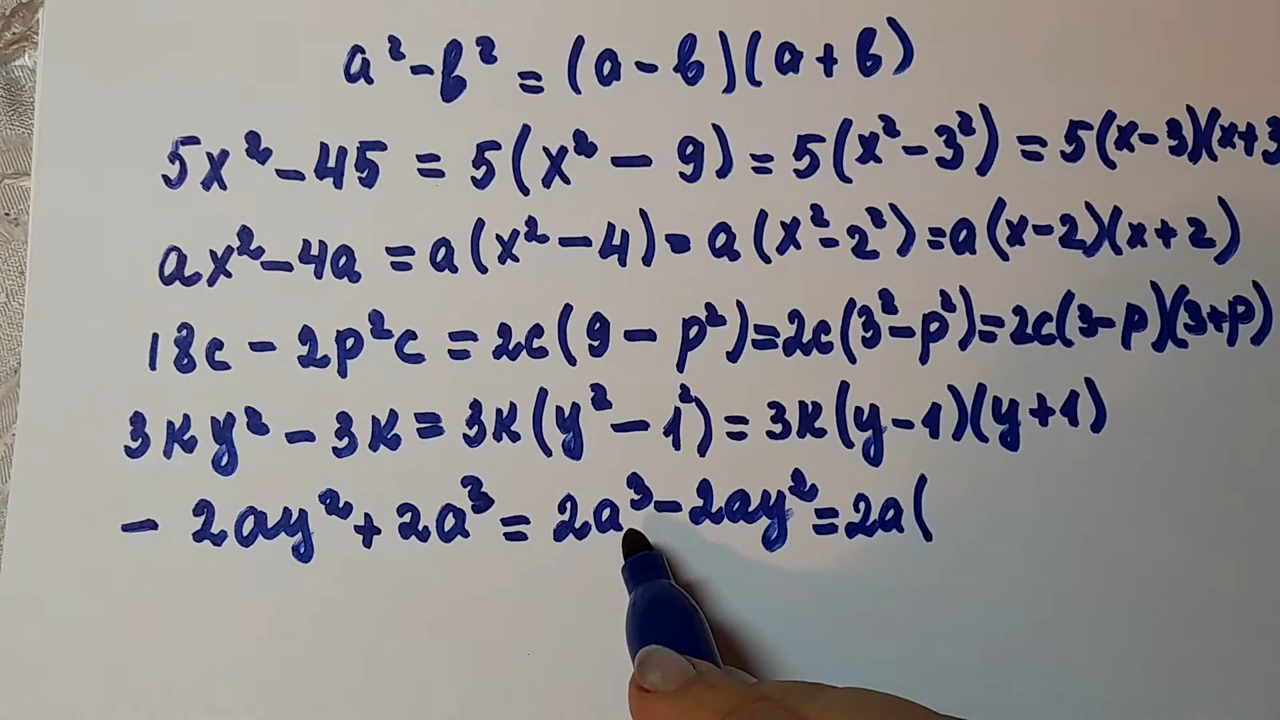 a² - b² = (a - b)(a + b)
5x² - 45 = 5(x² - 9) = 5(x² - 3²) = 5(x - 3)(x + 3
ax² - 4a = a(x² - 4) = a(x² - 2²) = a(x - 2)(x + 2)
18c - 2p²c = 2c(9 - p²) = 2c(3² - p²) = 2c(3 - p)(3 + p)
3ky² - 3k = 3k(y² - 1²) = 3k(y - 1)(y + 1)
- 2ay² + 2a³ = 2a³ - 2ay² = 2a(